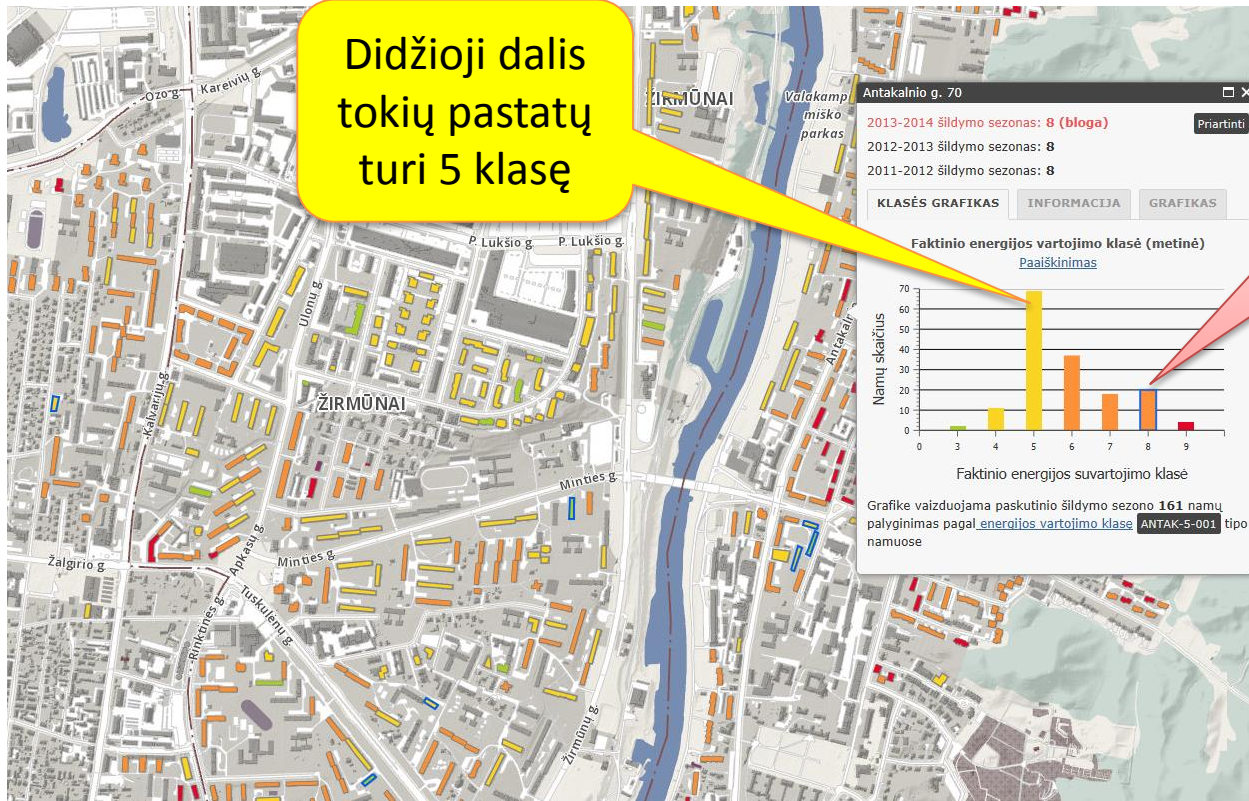 Didžioji dalis
tokių pastatų
turi 5 klasę
Ozo g.
Kareivių g.
ŽIRMŪNAI
Valakamp
miško
parkas
P. Lukšio g.
P. Lukšio g.
Ulonų g.
Kalvarijų g.
ŽIRMŪNAI
Minties g.
Žalgirio g.
Apkasų g.
Minties g.
Tuskulėnų g.
Rinktinės g.
Žirmūnų g.
Antakalnio g. 70
2013-2014 šildymo sezonas: 8 (bloga)
Priartinti
2012-2013 šildymo sezonas: 8
2011-2012 šildymo sezonas: 8
KLASĖS GRAFIKAS INFORMACIJA GRAFIKAS
Faktinio energijos vartojimo klasė (metinė)
Paaiškinimas
Namų skaičius
70
60
50
40
30
20
10
0
0 3 4 5 6 7 8 9
Faktinio energijos suvartojimo klasė
Grafike vaizduojama paskutinio šildymo sezono 161 namų
palyginimas pagal energijos vartojimo klasę ANTAK-5-001 tipo
namuose